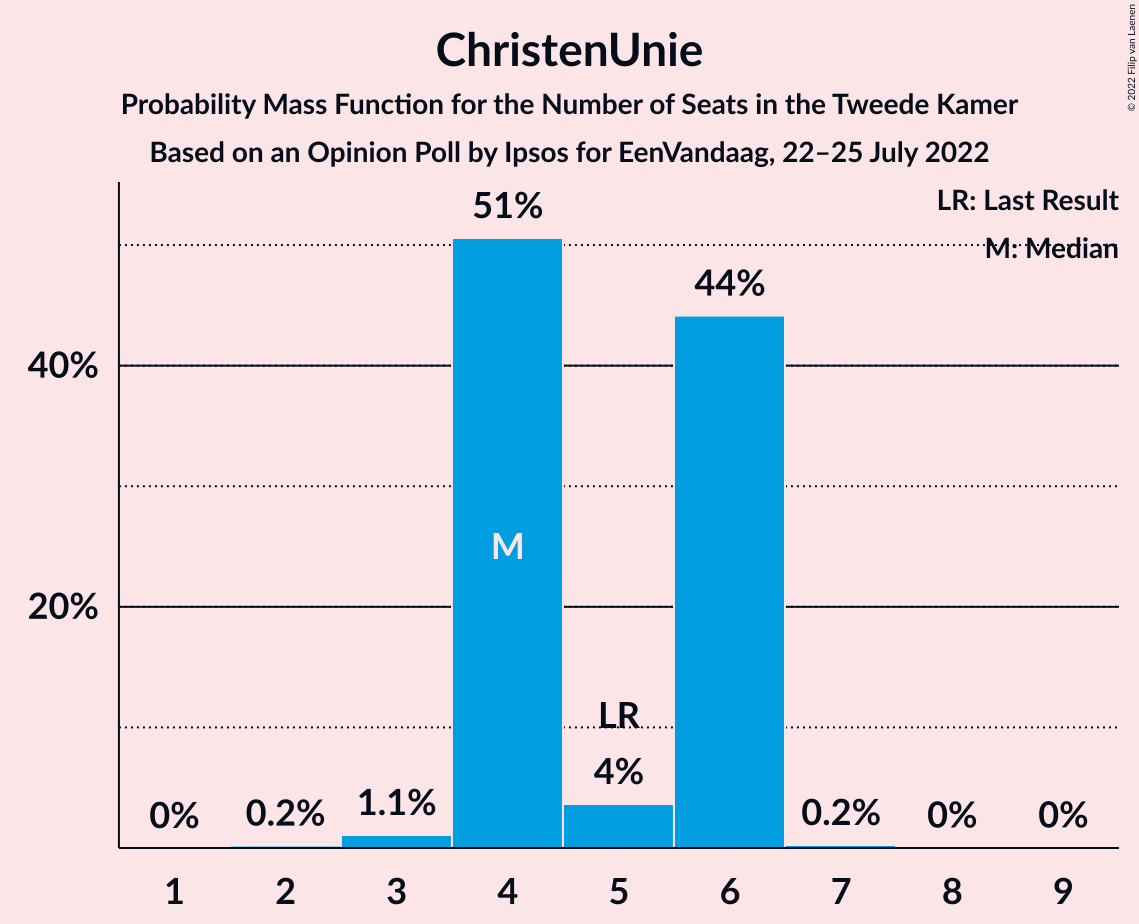 ChristenUnie
Probability Mass Function for the Number of Seats in the Tweede Kamer
Based on an Opinion Poll by Ipsos for EenVandaag, 22–25 July 2022
© 2022 Filip van Laenen
LR: Last Result
M: Median
51%
44%
40%
M
20%
LR
4%
0%
0.2%
1.1%
0.2%
0%
0%
1 2 3 4 5 6 7 8 9